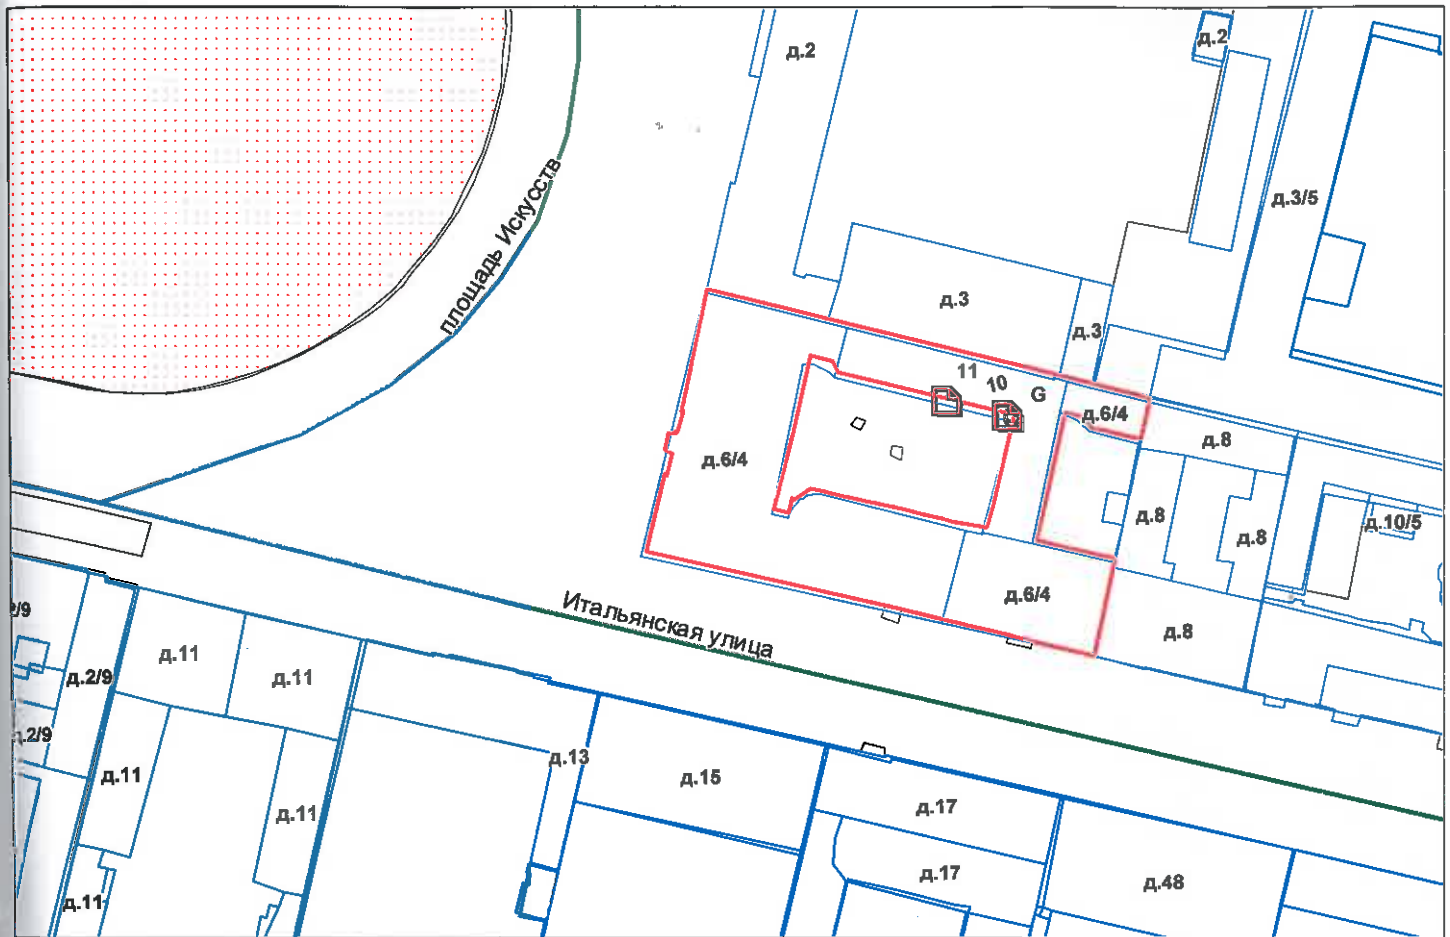 д.2
д.2
д.3/5
площадь Искусств
д.3
д.3
11
10
G
д.6/4
д.8
д.6/4
д.8
д.8
д.10/5
д.6/4
Итальянская улица
д.8
2/9
д.11
д.11
д.2/9
д.2/9
д.13
д.15
д.11
д.11
д.17
д.17
д.48
д.11